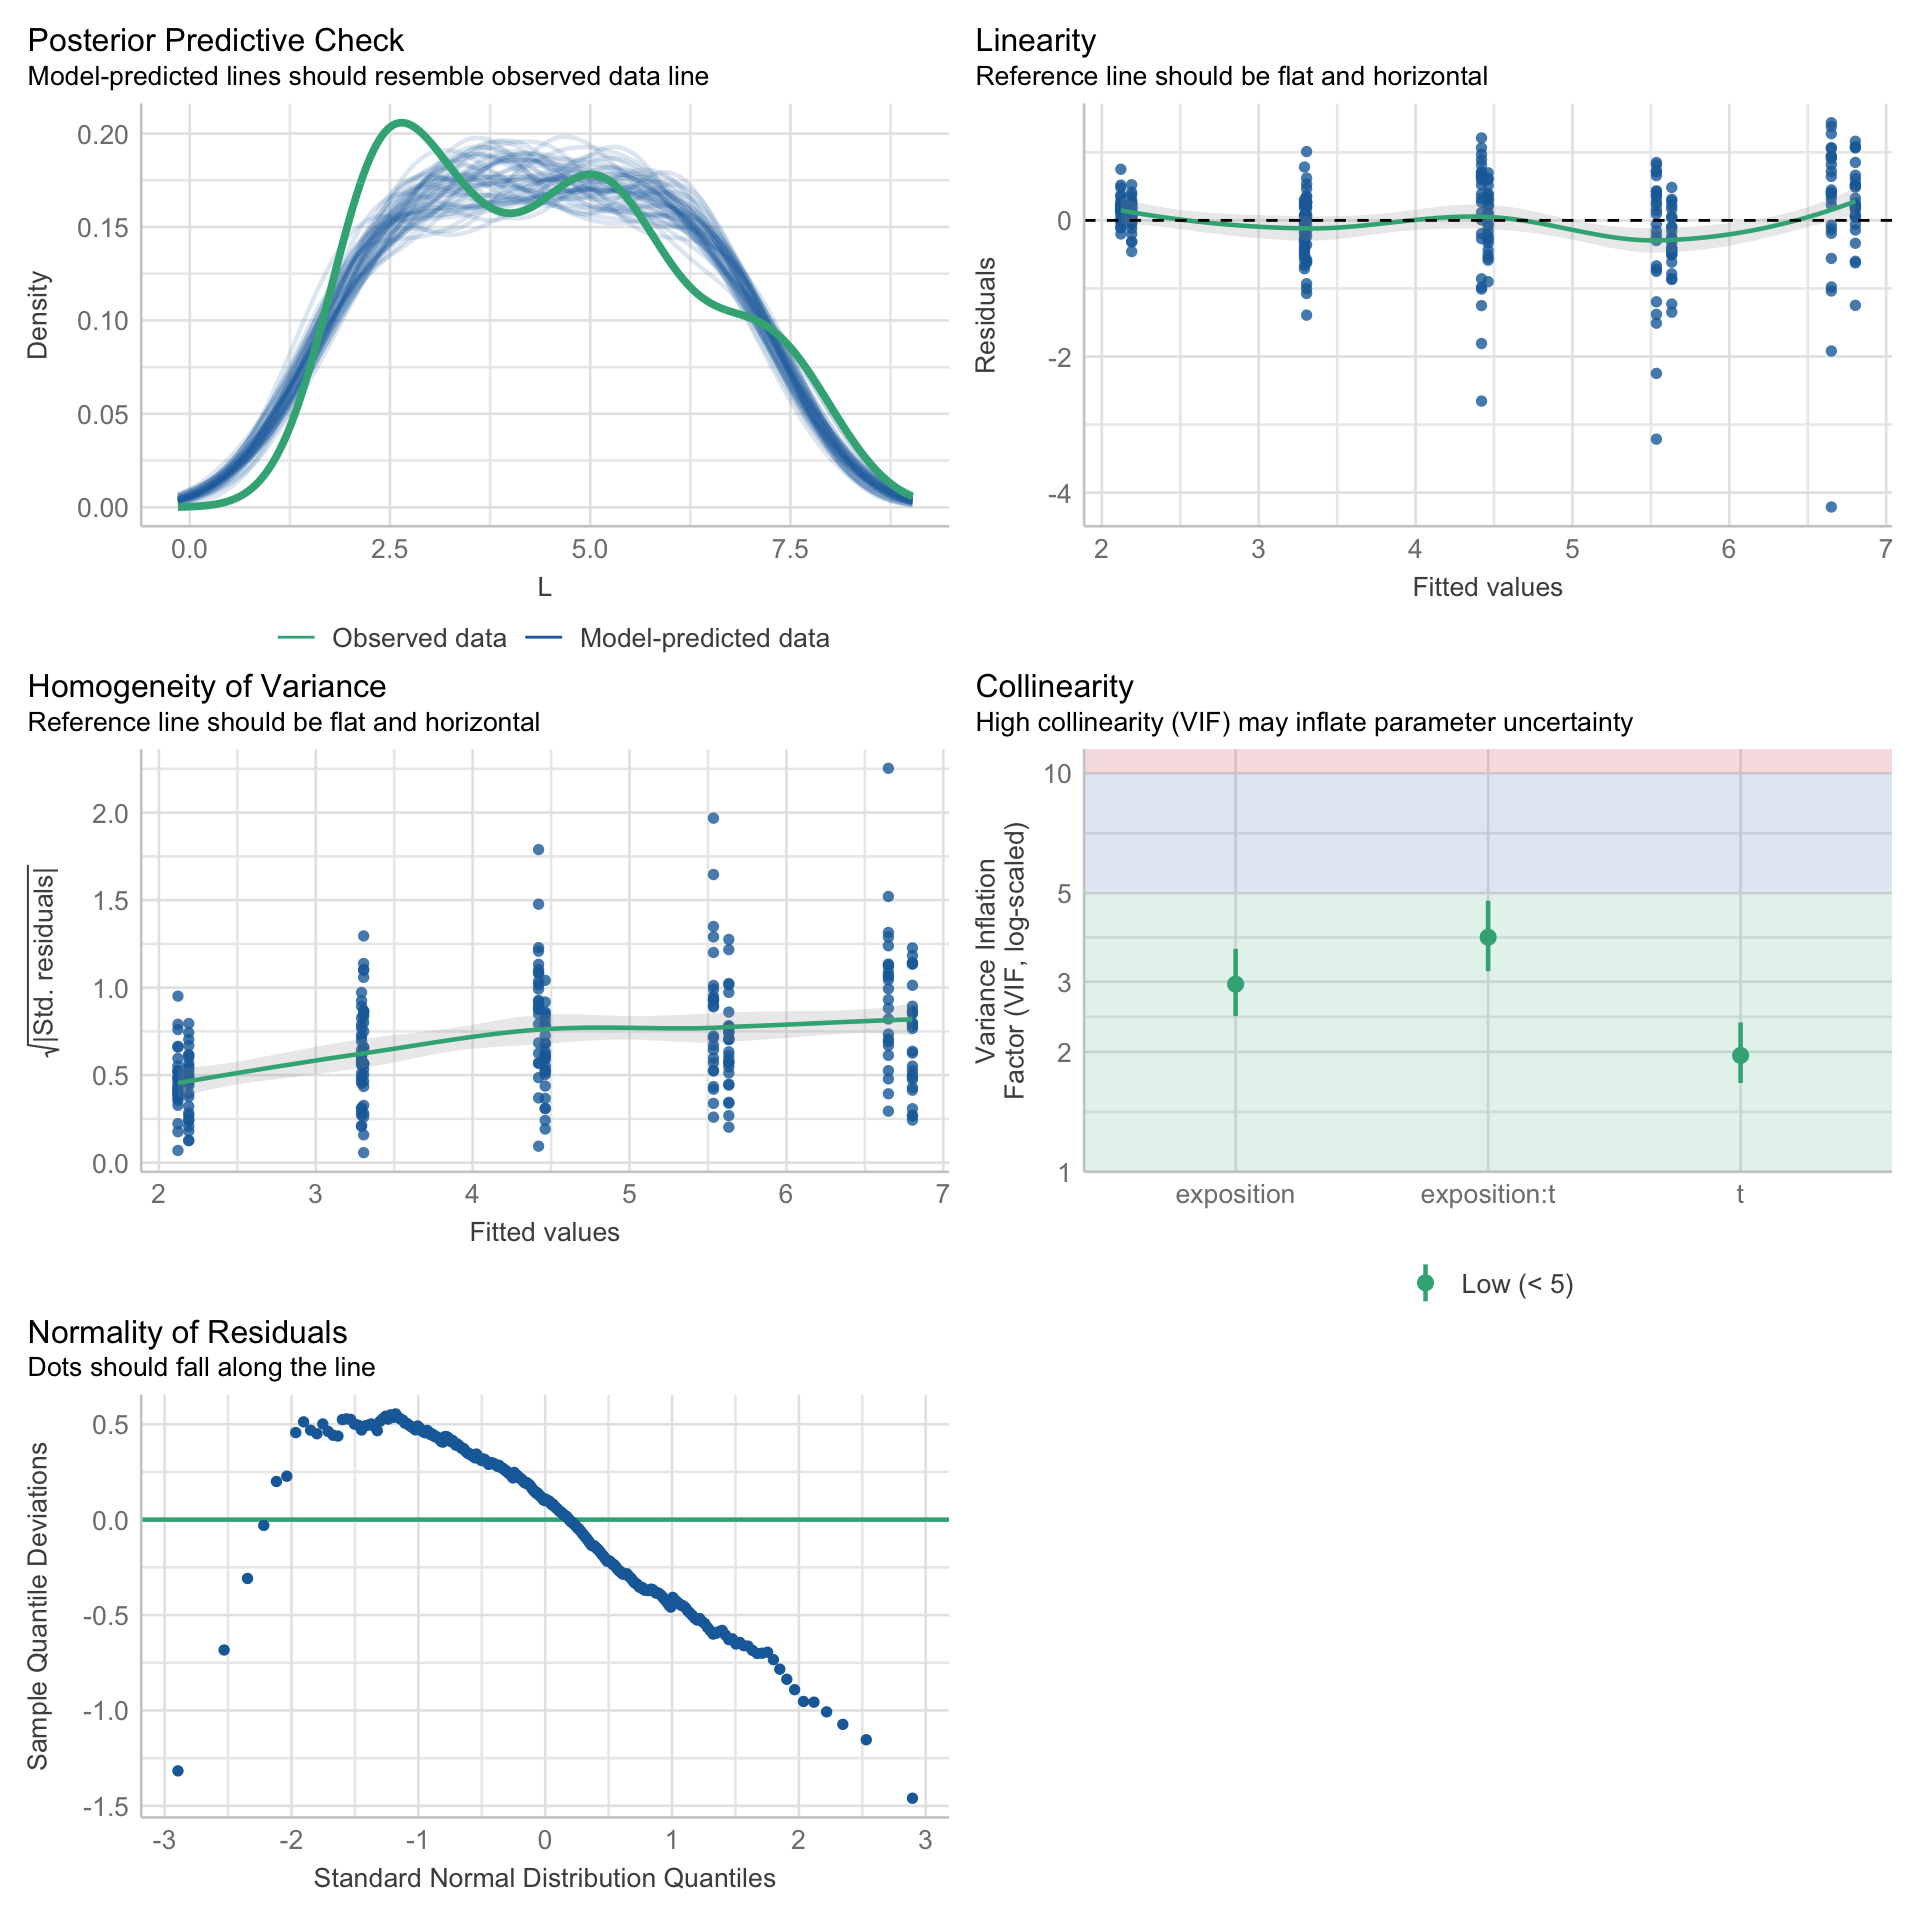 Posterior Predictive Check
Model-predicted lines should resemble observed data line
0.20
0.15
0.10
0.05
0.00
Density
0.0 2.5 5.0 7.5
L
Observed data Model-predicted data
Linearity
Reference line should be flat and horizontal
0
-2
-4
Residuals
2 3 4 5 6 7
Fitted values
Homogeneity of Variance
Reference line should be flat and horizontal
2.0
1.5
1.0
0.5
0.0
√|Std. residuals|
2 3 4 5 6 7
Fitted values
Collinearity
High collinearity (VIF) may inflate parameter uncertainty
10
5
3
2
1
Variance Inflation
Factor (VIF, log-scaled)
exposition exposition:t t
Low (< 5)
Normality of Residuals
Dots should fall along the line
0.5
0.0
-0.5
-1.0
-1.5
Sample Quantile Deviations
-3 -2 -1 0 1 2 3
Standard Normal Distribution Quantiles